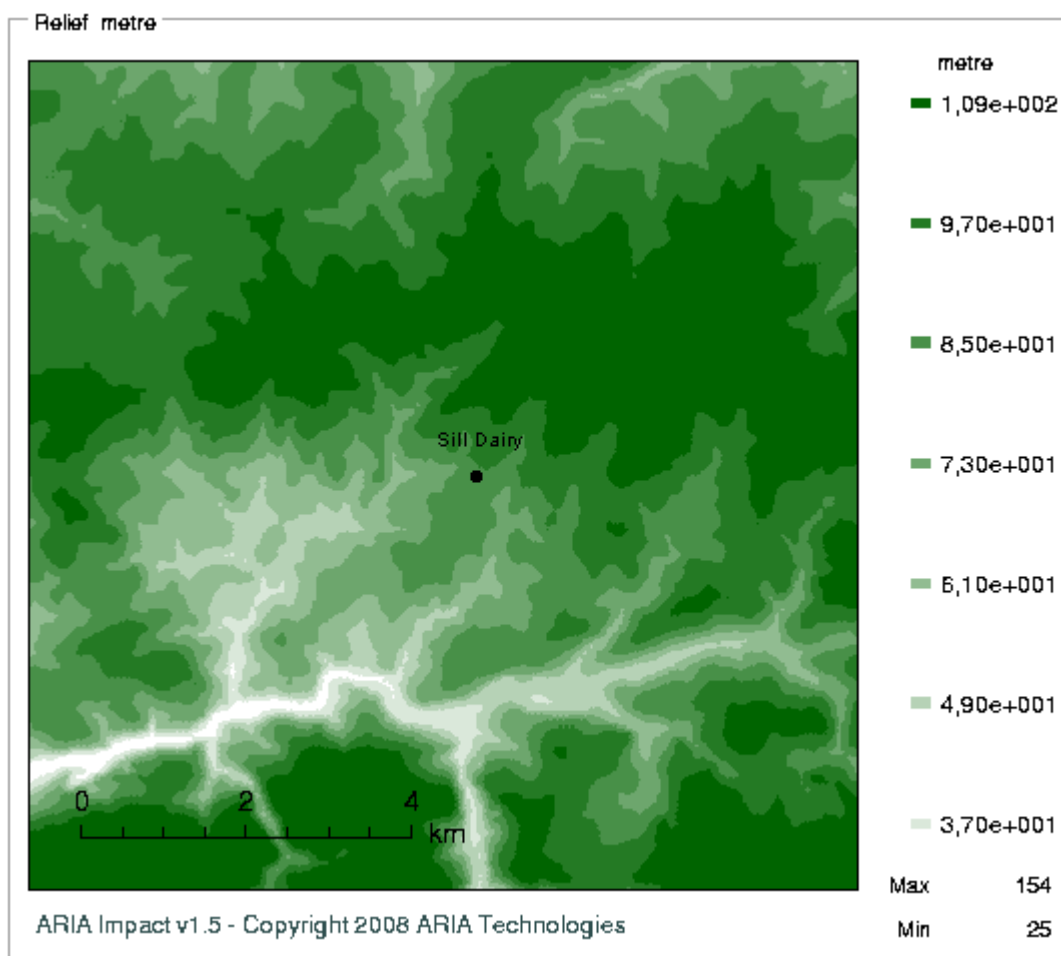 Relief metre
metre
1,09e+002
9,70e+001
8,50e+001
7,30e+001
6,10e+001
4,90e+001
3,70e+001
Max 154
Min 25
Sill Dairy
0 2 4
km
ARIA Impact v1.5 - Copyright 2008 ARIA Technologies